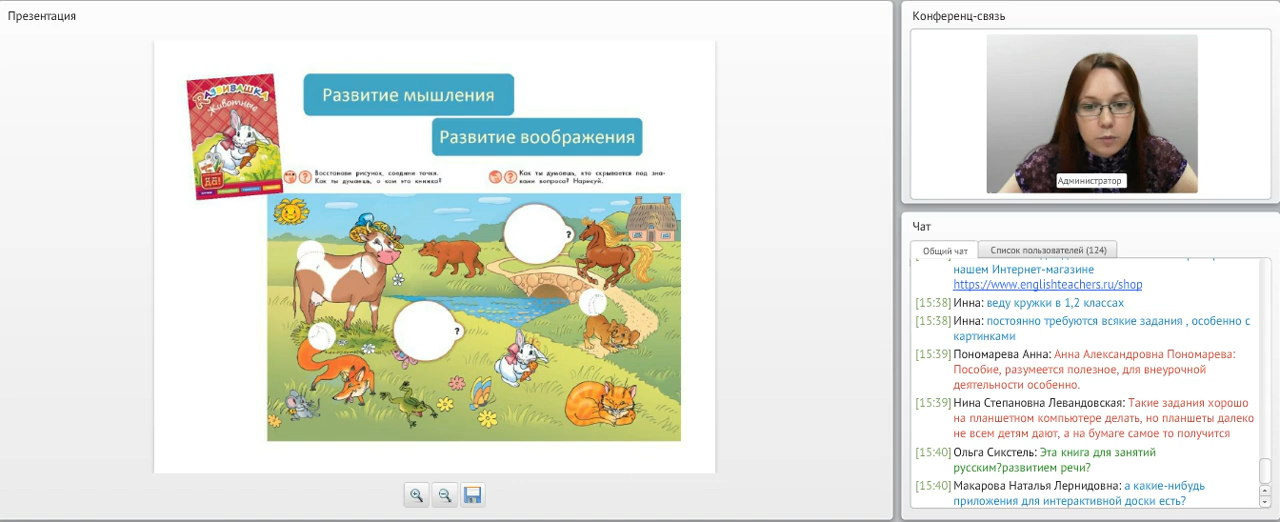 Презентация
РАЗВИВАШКА
Животные
Развитие мышления
Развитие воображения
Восстанови рисунок, соедини точки.
Как ты думаешь, о ком эта книжка?
Как ты думаешь, кто скрывается под зна-
ками вопроса? Нарисуй.
?
?
Конференц-связь
Администратор
Чат
Общий чат
Список пользователей (124)
нашем Интернет-магазине
https://www.englishteachers.ru/shop
[15:38] Инна: веду кружки в 1,2 классах
[15:38] Инна: постоянно требуются всякие задания , особенно с
картинками
[15:39] Пономарева Анна: Анна Александровна Пономарева:
Пособие, разумеется полезное, для внеурочной
деятельности особенно.
[15:39] Нина Степановна Левандовская: Такие задания хорошо
на планшетном компьютере делать, но планшеты далеко
не всем детям дают, а на бумаге самое то получится
[15:40] Ольга Сикстель: Эта книга для занятий
русским?развитием речи?
[15:40] Макарова Наталья Лернидовна: а какие-нибудь
приложения для интерактивной доски есть?